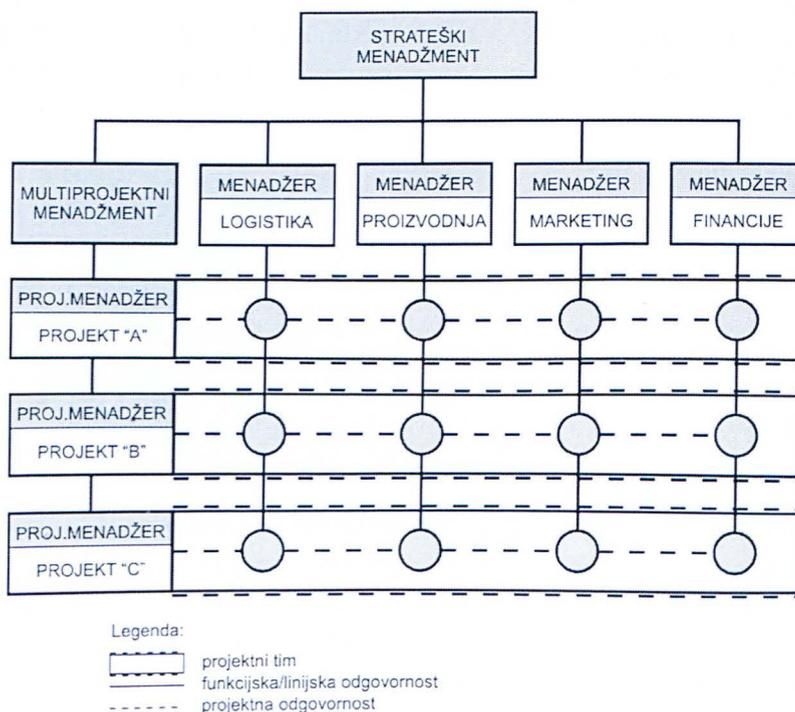 STRATEŠKI
MENADŽMENT
MULTIPROJEKTNI
MENADŽMENT
MENADŽER
LOGISTIKA
MENADŽER
PROIZVODNJA
MENADŽER
MARKETING
MENADŽER
FINANCIJE
PROJ.MENADŽER
PROJEKT "A"
PROJ.MENADŽER
PROJEKT "B"
PROJ.MENADŽER
PROJEKT "C"
Legenda:
projektni tim
funkcijska/linijska odgovornost
projektna odgovornost